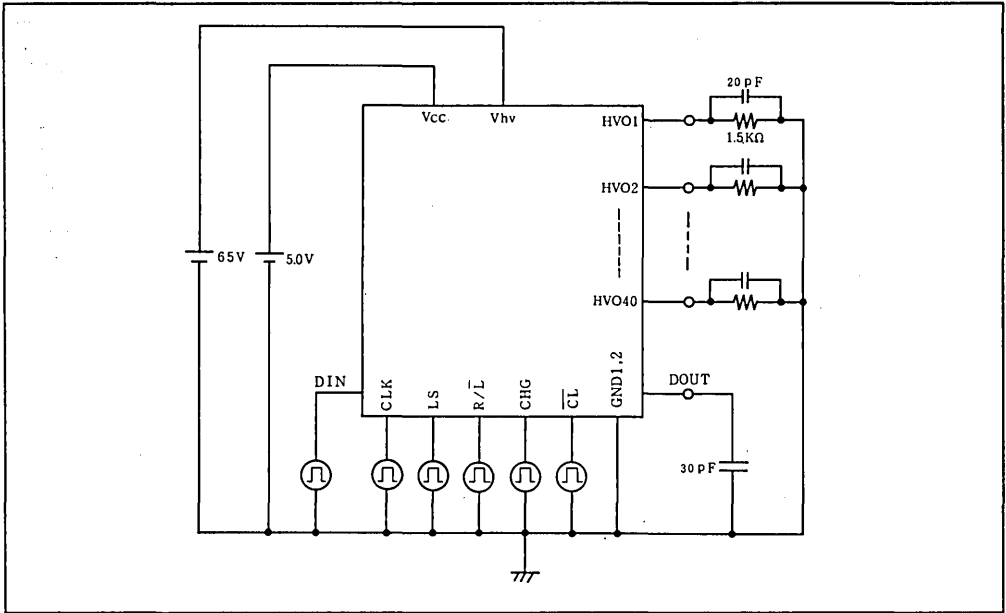 20pF
Vcc
Vhv
HVO1
1.5KΩ
HVO2
65V
5.0V
HVO40
DIN
CLK
LS
R/L̅
CHG
C̅L̅
GND1,2
DOUT
30pF